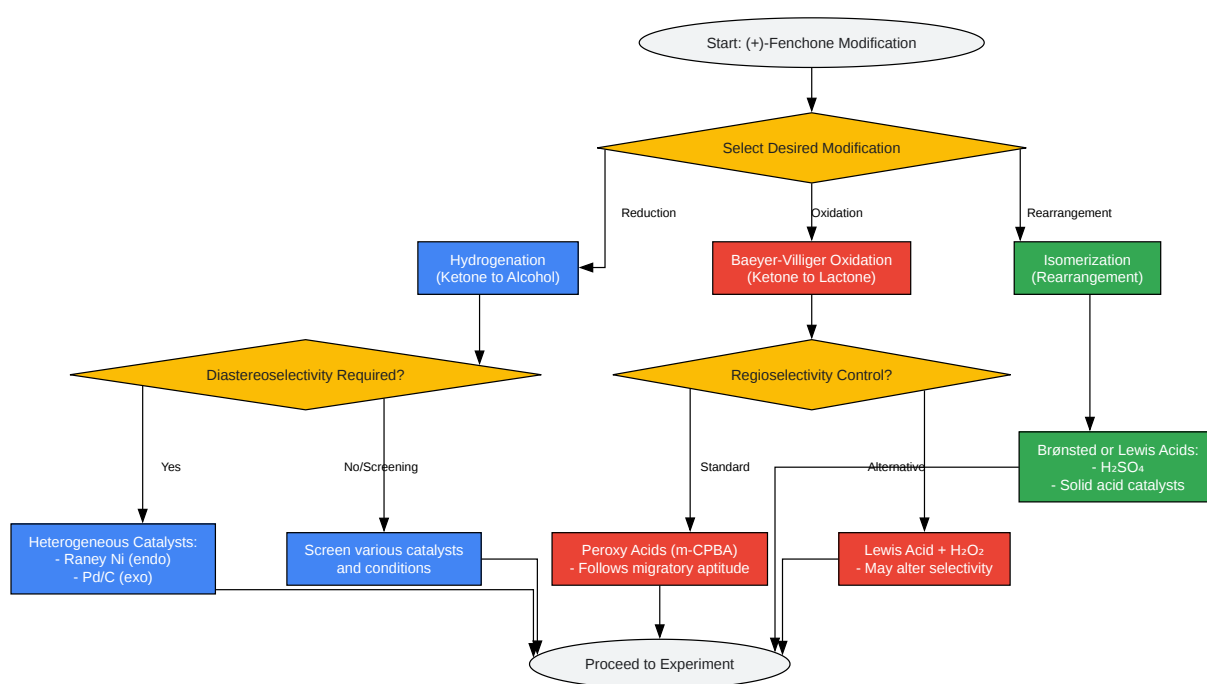 Start: (+)-Fenchone Modification
Select Desired Modification
Reduction
Oxidation
Rearrangement
Hydrogenation
(Ketone to Alcohol)
Baeyer-Villiger Oxidation
(Ketone to Lactone)
Isomerization
(Rearrangement)
Diastereoselectivity Required?
Regioselectivity Control?
Brønsted or Lewis Acids:
- H₂SO₄
- Solid acid catalysts
Yes
No/Screening
Standard
Alternative
Heterogeneous Catalysts:
- Raney Ni (endo)
- Pd/C (exo)
Screen various catalysts
and conditions
Peroxy Acids (m-CPBA)
- Follows migratory aptitude
Lewis Acid + H₂O₂
- May alter selectivity
Proceed to Experiment